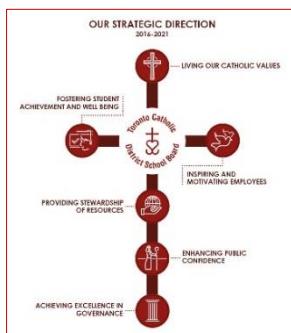 OUR STRATEGIC DIRECTION
2016-2021
LIVING OUR CATHOLIC VALUES
FOSTERING STUDENT
ACHIEVEMENT AND WELL BEING
Toronto Catholic
District School Board
INSPIRING AND
MOTIVATING EMPLOYEES
PROVIDING STEWARDSHIP
OF RESOURCES
ENHANCING PUBLIC
CONFIDENCE
ACHIEVING EXCELLENCE IN
GOVERNANCE